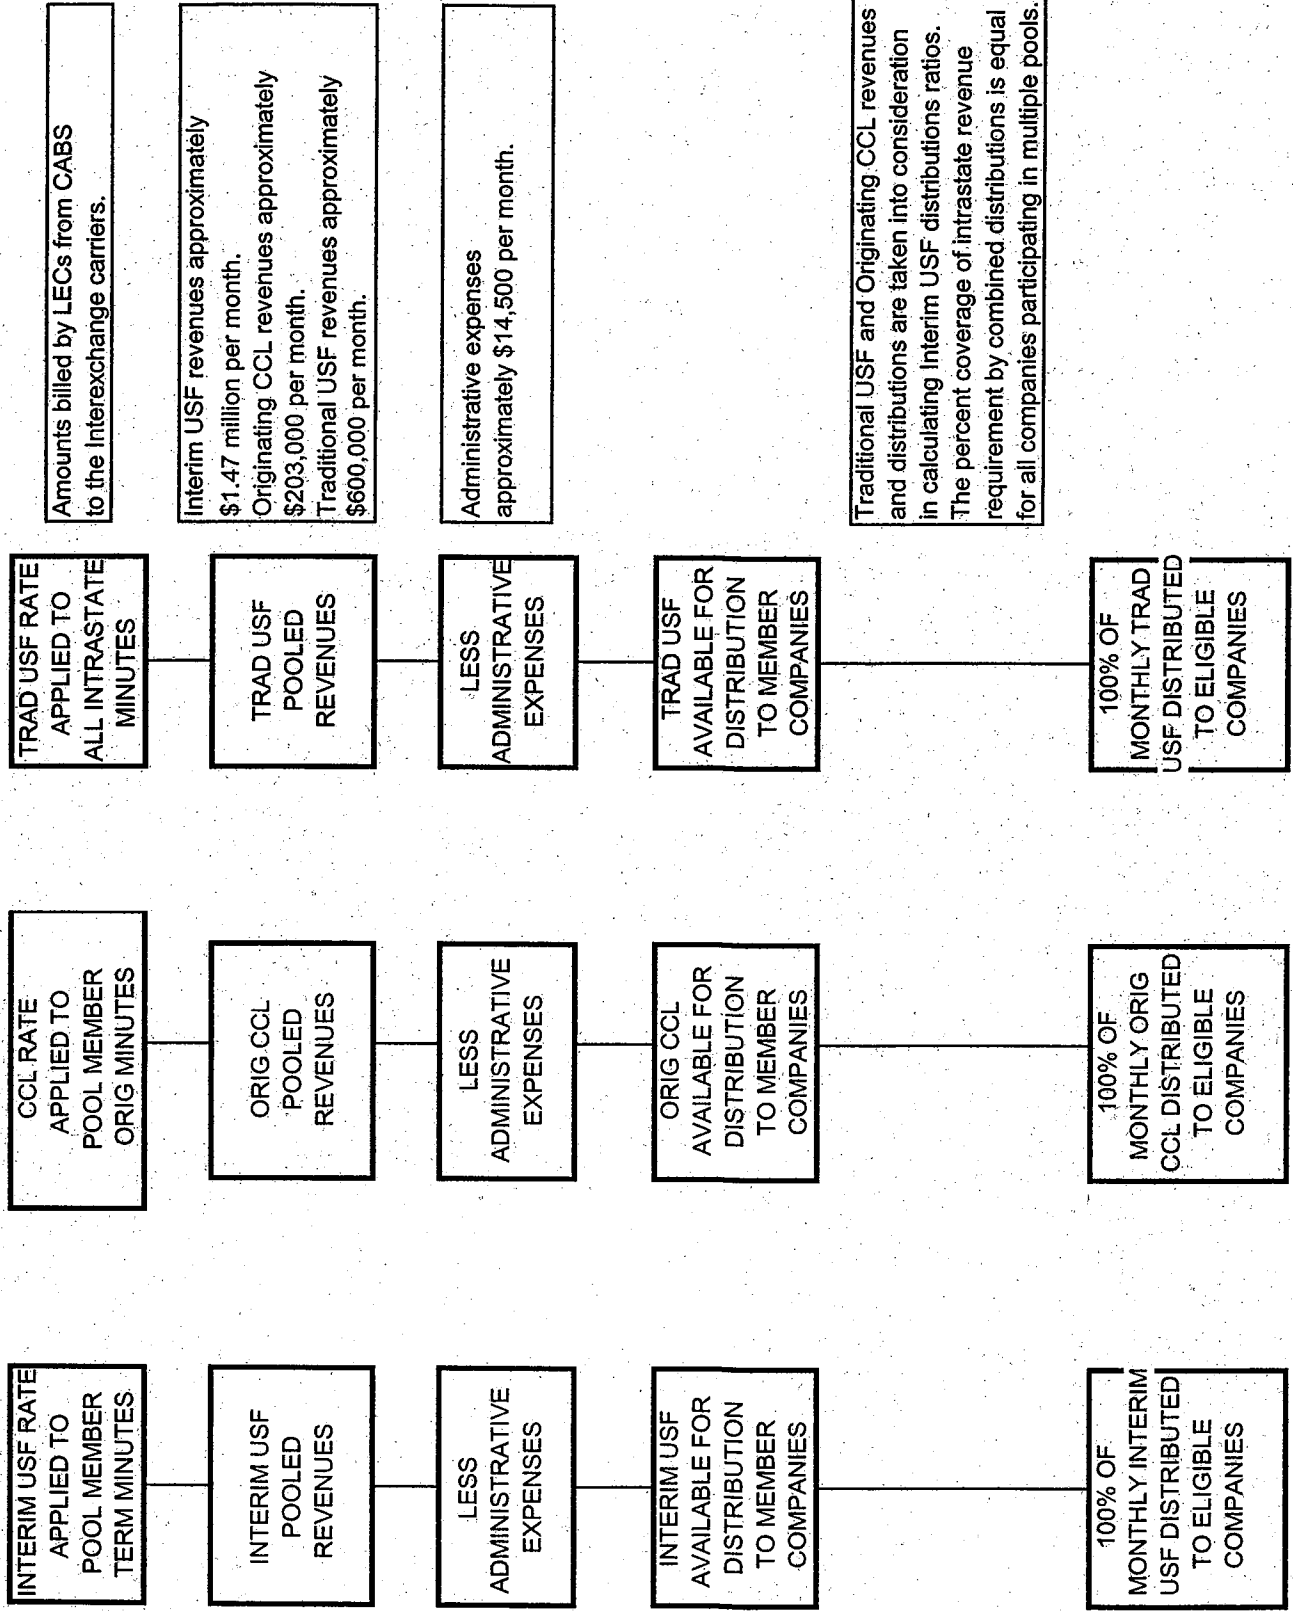 INTERIM USF RATE
APPLIED TO
POOL MEMBER
TERM MINUTES
CCL RATE
APPLIED TO
POOL MEMBER
ORIG MINUTES
TRAD USF RATE
APPLIED TO
ALL INTRASTATE
MINUTES
Amounts billed by LECs from CABS
to the Interexchange carriers.
INTERIM USF
POOLED
REVENUES
ORIG CCL
POOLED
REVENUES
TRAD USF
POOLED
REVENUES
Interim USF revenues approximately
$1.47 million per month.
Originating CCL revenues approximately
$203,000 per month.
Traditional USF revenues approximately
$600,000 per month.
LESS
ADMINISTRATIVE
EXPENSES
LESS
ADMINISTRATIVE
EXPENSES
LESS
ADMINISTRATIVE
EXPENSES
Administrative expenses
approximately $14,500 per month.
INTERIM USF
AVAILABLE FOR
DISTRIBUTION
TO MEMBER
COMPANIES
ORIG CCL
AVAILABLE FOR
DISTRIBUTION
TO MEMBER
COMPANIES
TRAD USF
AVAILABLE FOR
DISTRIBUTION
TO MEMBER
COMPANIES
Traditional USF and Originating CCL revenues
and distributions are taken into consideration
in calculating Interim USF distributions ratios.
The percent coverage of intrastate revenue
requirement by combined distributions is equal
for all companies participating in multiple pools.
100% OF
MONTHLY INTERIM
USF DISTRIBUTED
TO ELIGIBLE
COMPANIES
100% OF
MONTHLY ORIG
CCL DISTRIBUTED
TO ELIGIBLE
COMPANIES
100% OF
MONTHLY TRAD
USF DISTRIBUTED
TO ELIGIBLE
COMPANIES